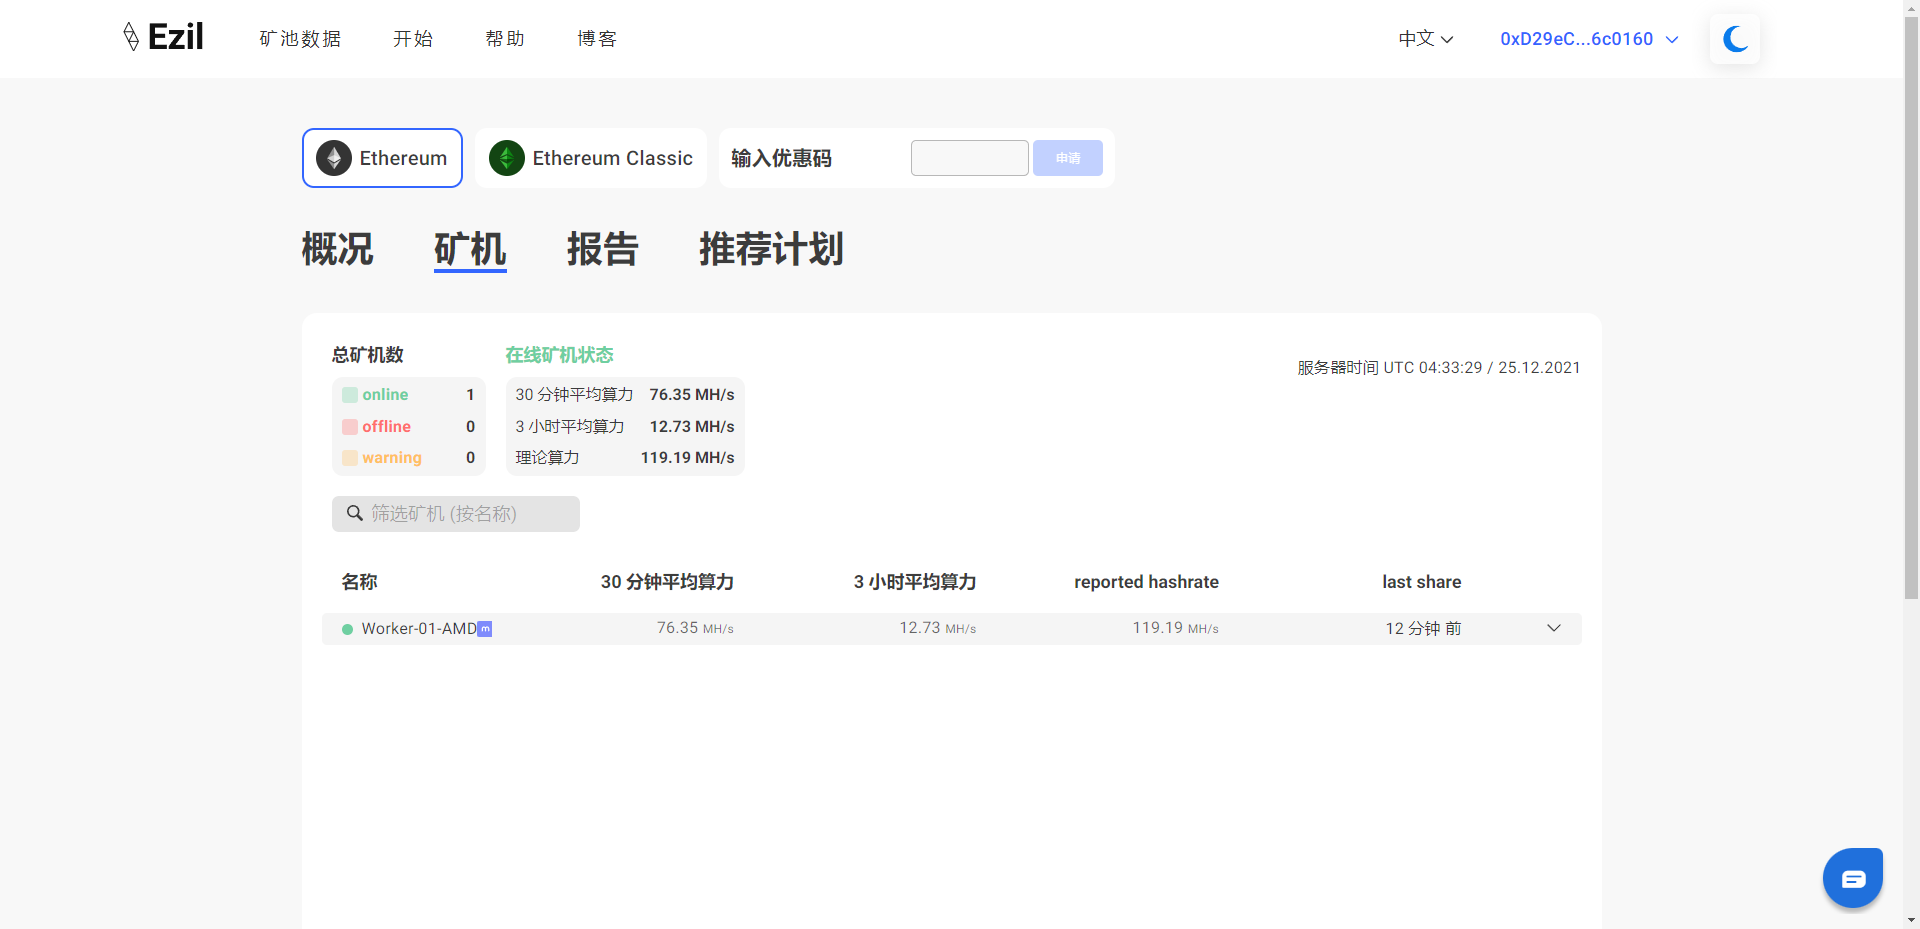 Ezil 矿池数据 开始 帮助 博客 中文 0xD29eC...6c0160
Ethereum Ethereum Classic 输入优惠码 申请
概况 矿机 报告 推荐计划
总矿机数 在线矿机状态
服务器时间 UTC 04:33:29 / 25.12.2021
online 1 30 分钟平均算力 76.35 MH/s
offline 0 3 小时平均算力 12.73 MH/s
warning 0 理论算力 119.19 MH/s
筛选矿机 (按名称)
名称 30 分钟平均算力 3 小时平均算力 reported hashrate last share
Worker-01-AMD m 76.35 MH/s 12.73 MH/s 119.19 MH/s 12 分钟 前